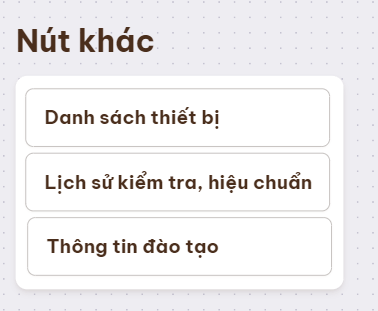 Nút khác
Danh sách thiết bị
Lịch sử kiểm tra, hiệu chuẩn
Thông tin đào tạo